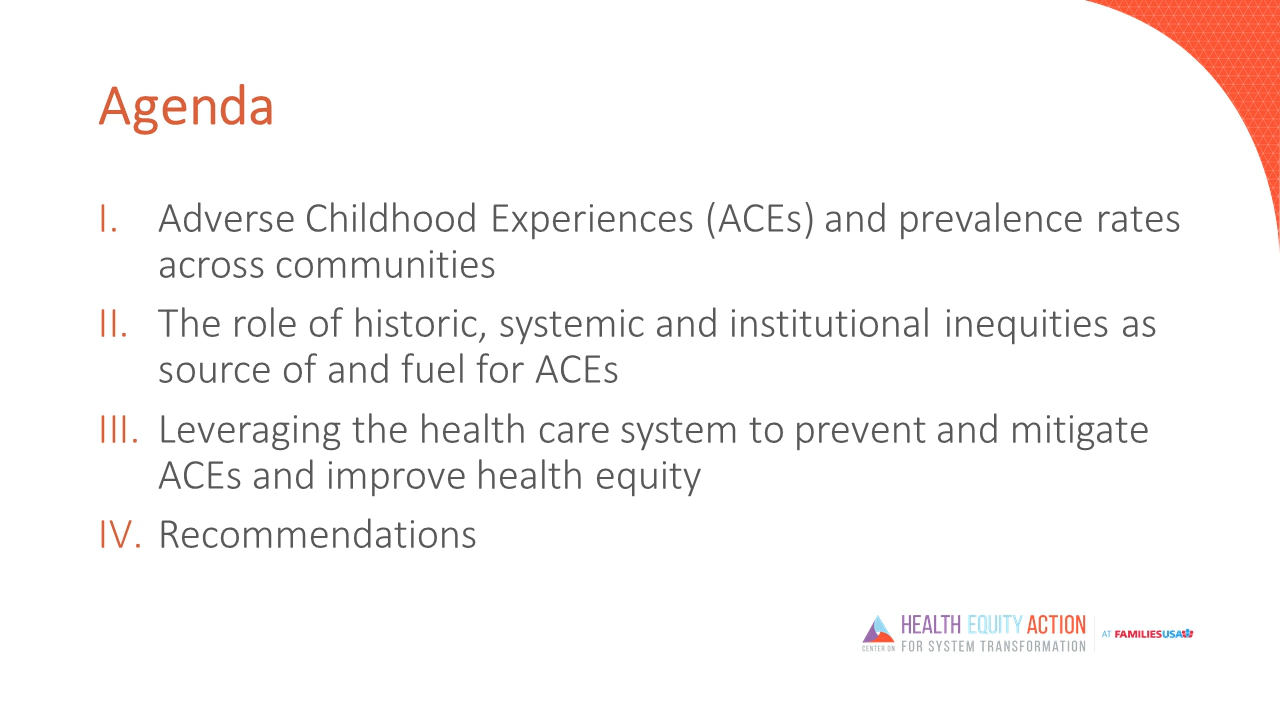 Agenda
I. Adverse Childhood Experiences (ACEs) and prevalence rates
across communities
II. The role of historic, systemic and institutional inequities as
source of and fuel for ACEs
III. Leveraging the health care system to prevent and mitigate
ACEs and improve health equity
IV. Recommendations
HEALTH EQUITY ACTION
CENTER ON FOR SYSTEM TRANSFORMATION
AT FAMILIESUSA